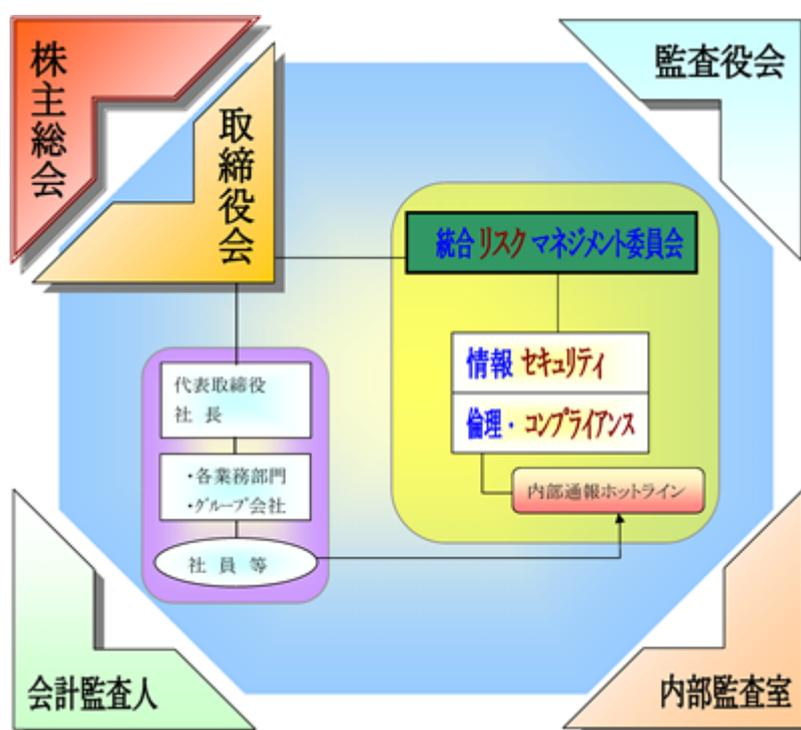 株主総会
取締役会
監査役会
統合リスクマネジメント委員会
情報セキュリティ
倫理・コンプライアンス
内部通報ホットライン
代表取締役
社長
・各業務部門
・グループ会社
社員等
会計監査人
内部監査室